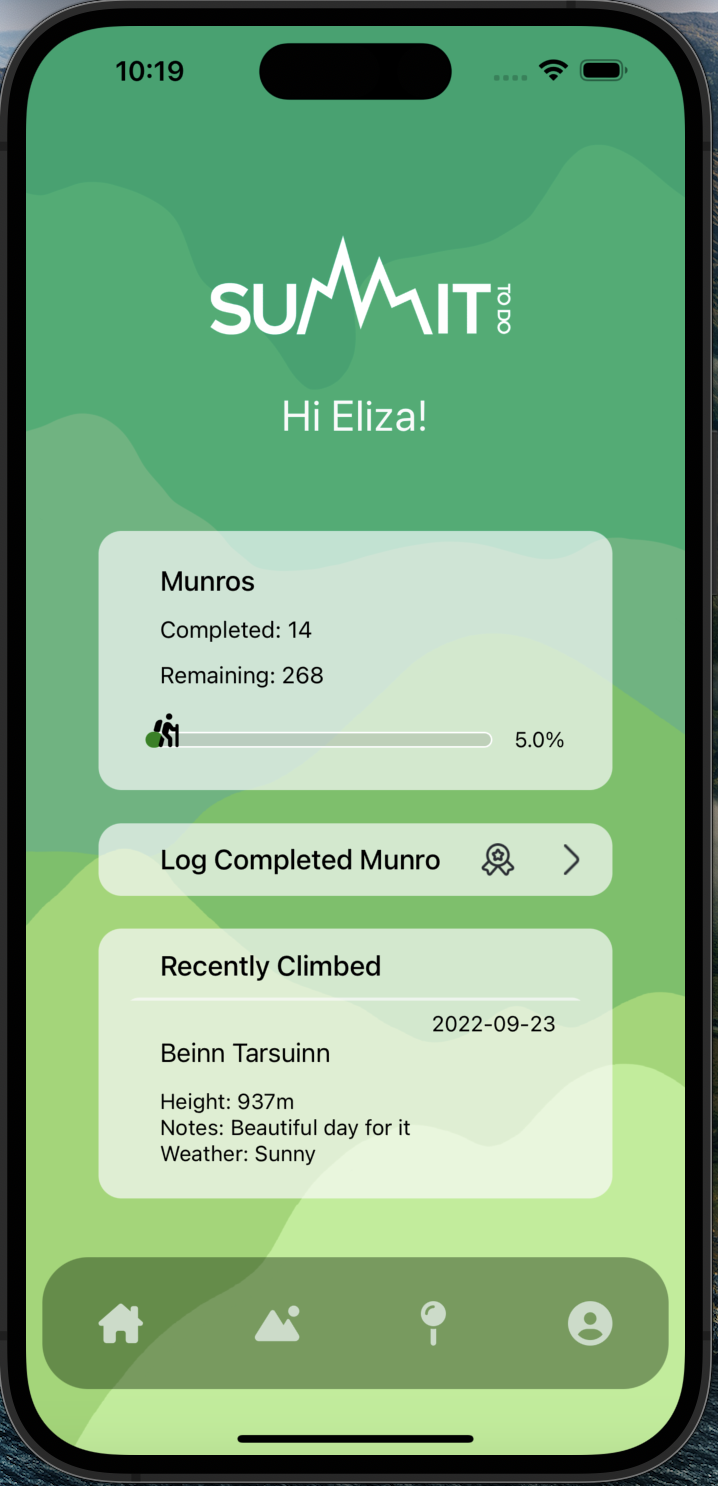 10:19
SUMMIT TO DO
Hi Eliza!
Munros
Completed: 14
Remaining: 268
5.0%
Log Completed Munro
Recently Climbed
2022-09-23
Beinn Tarsuinn
Height: 937m
Notes: Beautiful day for it
Weather: Sunny